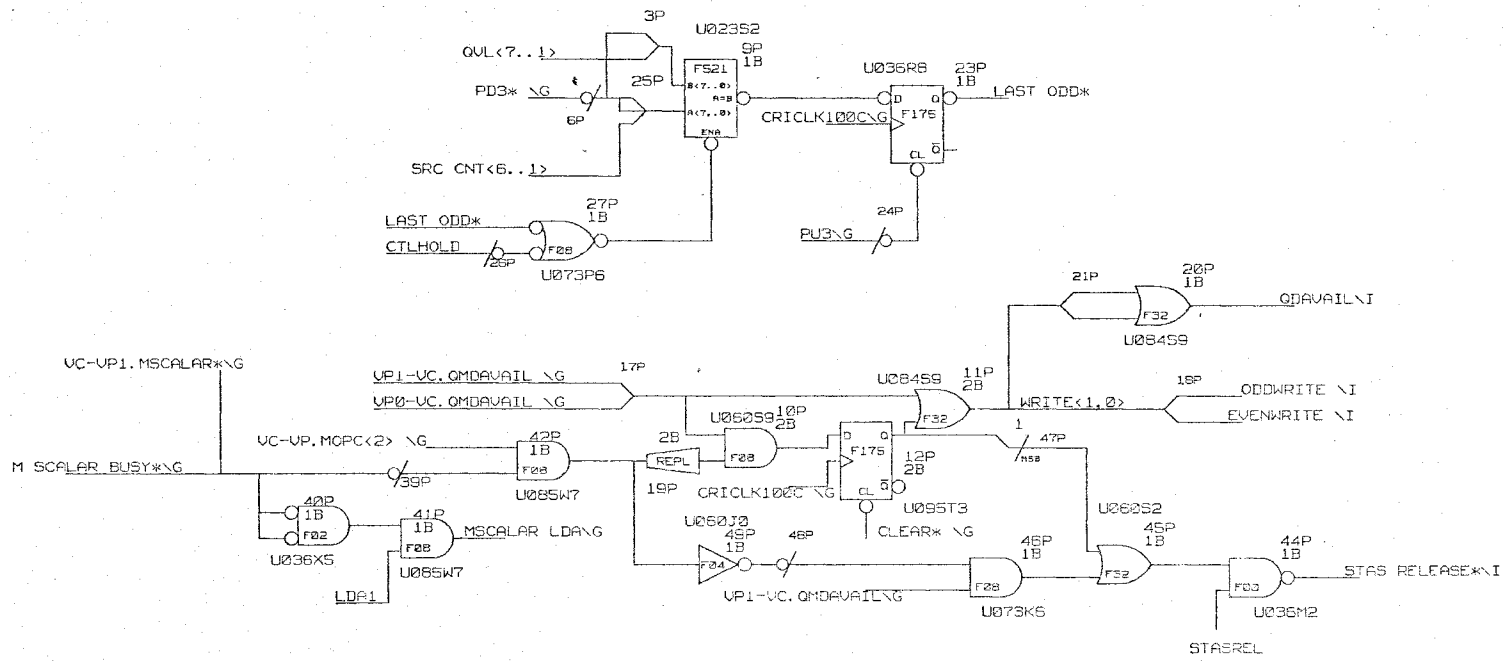 3P
U023S2
QVL<7..1>
9P
1B
FS21
U036R8
23P
1B
25P
B<7..0>
A=B
PD3* \G
D
Q
LAST ODD*
6P
A<7..0>
F175
CRICLK100C\G
ENA
Q
CL
SRC CNT<6..1>
27P
1B
LAST ODD*
24P
CTLHOLD
F08
PU3\G
26P
U073P6
21P
20P
1B
QDAVAIL\I
F32
U084S9
VC-VP1.MSCALAR*\G
17P
VP1-VC.QMDAVAIL \G
U084S9
11P
2B
18P
ODDWRITE \I
VP0-VC.QMDAVAIL \G
F32
WRITE<1,0>
EVENWRITE \I
U060S9
10P
2B
VC-VP.MOPC<2> \G
42P
1B
2B
D
Q
1
47P
REPL
F175
MSB
M SCALAR BUSY*\G
F08
F08
12P
2B
39P
U085W7
19P
CRICLK100C \G
Q
CL
U095T3
40P
1B
41P
1B
MSCALAR LDA\G
U060J0
CLEAR* \G
U060S2
F02
F08
49P
1B
48P
46P
1B
45P
1B
44P
1B
U036X5
U085W7
F04
F32
F08
F00
STAS RELEASE*\I
LDA1
VP1-VC.QMDAVAIL\G
U073K6
U036M2
STASREL